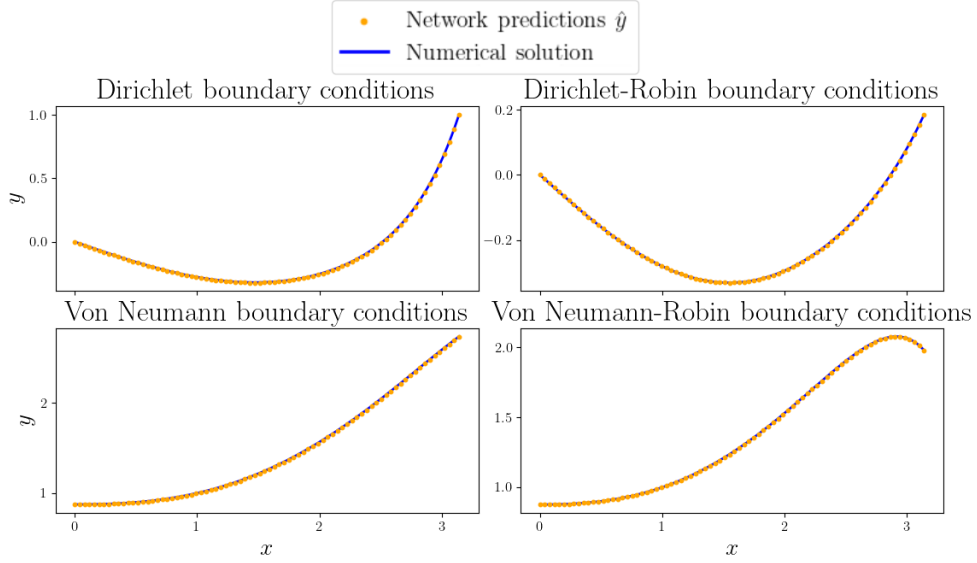 Network predictions ŷ
Numerical solution
Dirichlet boundary conditions
Dirichlet-Robin boundary conditions
1.0
0.5
0.0
y
0.2
0.0
−0.2
Von Neumann boundary conditions
Von Neumann-Robin boundary conditions
2
1
y
0
1
2
3
x
2.0
1.5
1.0
0
1
2
3
x